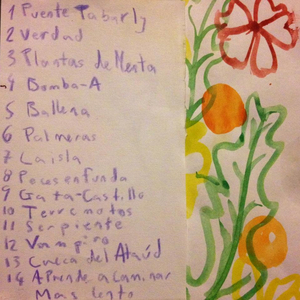 1 Puente Tabarly
2 Verdad
3 Plantas de Menta
4 Bomba-A
5 Ballena
6 Palmeras
7 La isla
8 Peces en funda
9 Gata-Castillo
10 Terremotos
11 Serpiente
12 Vampiro
13 Cueca del Ataúd
14 Aprende a Caminar
Mas lento